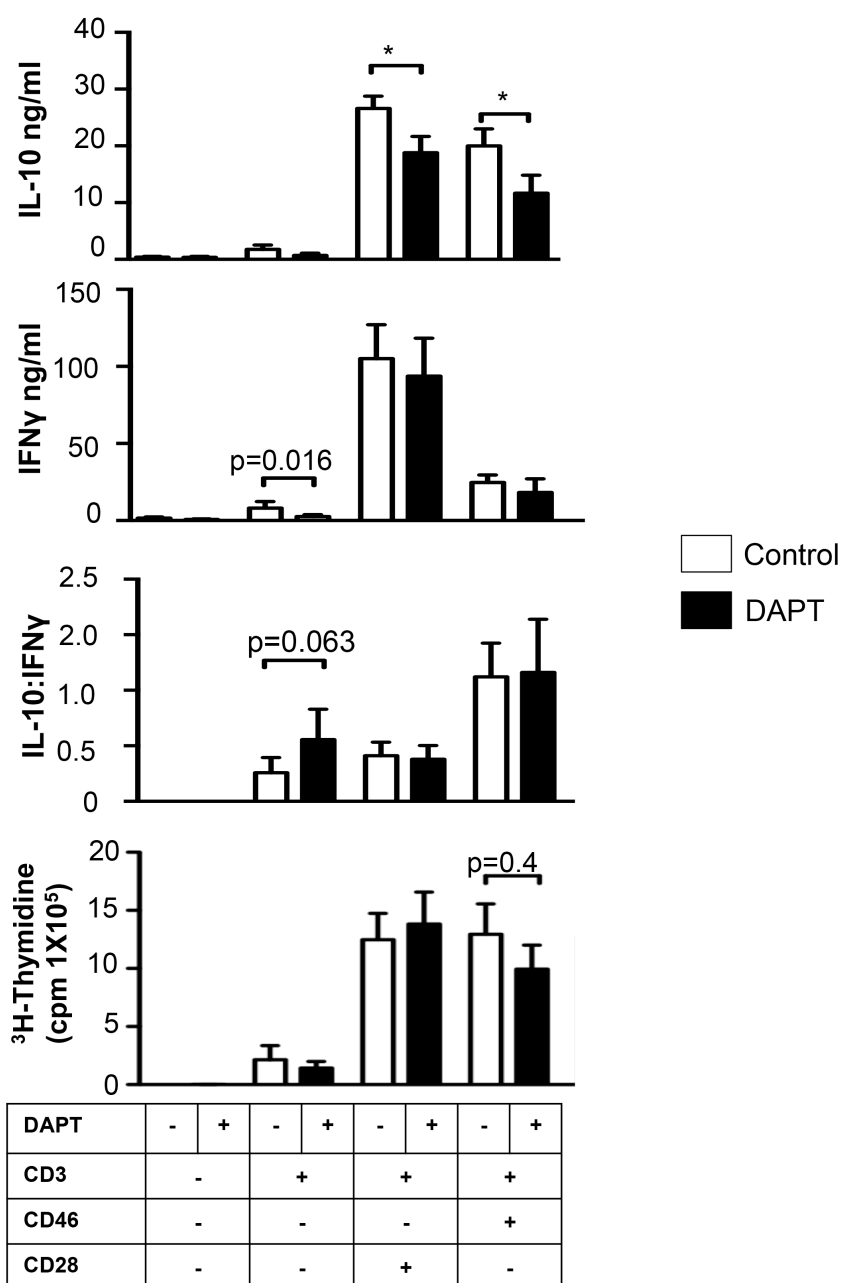 40
30
20
10
0
IL-10 ng/ml
*
*
150
100
50
0
IFNγ ng/ml
p=0.016
2.5
2.0
1.0
0.5
0
IL-10:IFNγ
p=0.063
Control
DAPT
20
15
10
5
0
³H-Thymidine
(cpm 1X10⁵)
p=0.4
DAPT - + - + - + - +
CD3 - + + +
CD46 - - - +
CD28 - - + -